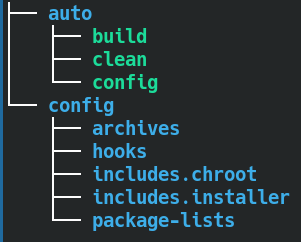 auto
build
clean
config
config
archives
hooks
includes.chroot
includes.installer
package-lists